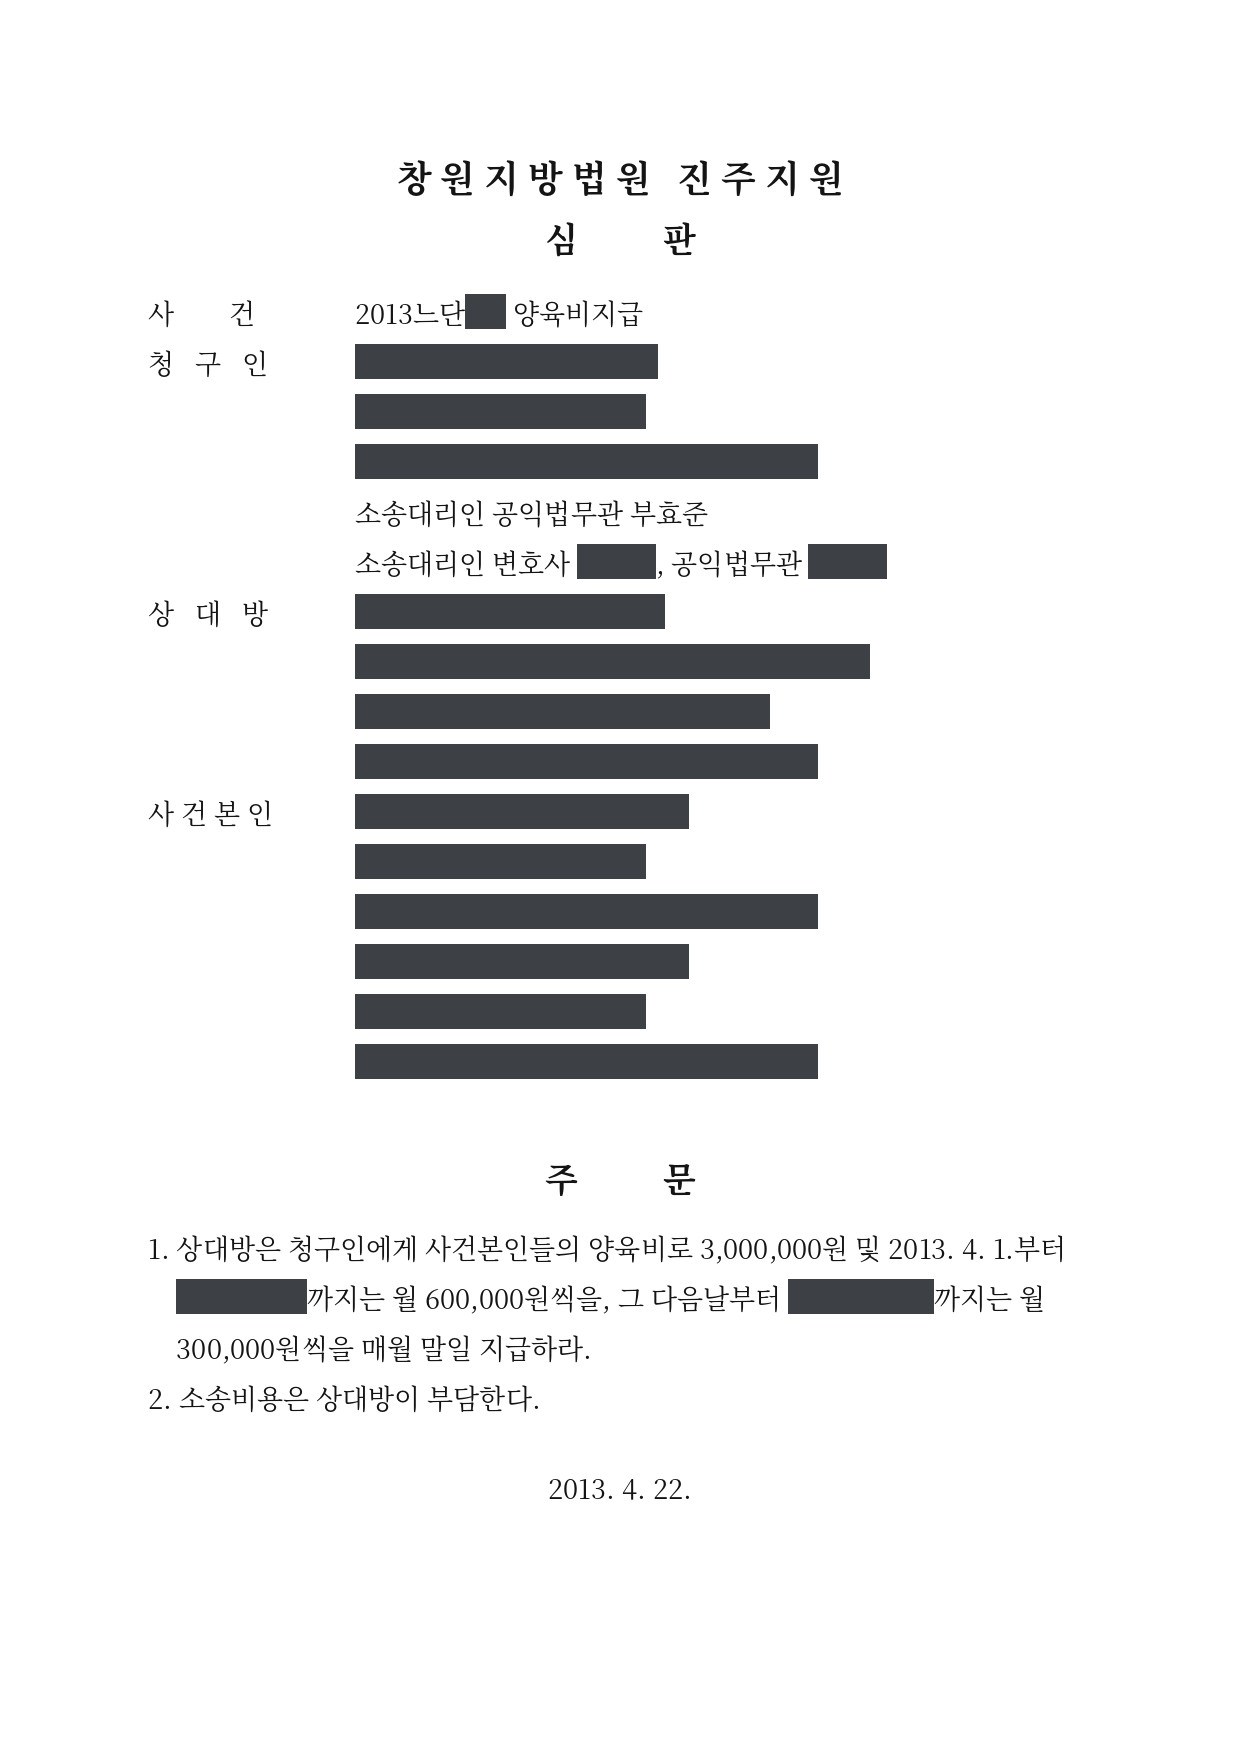 창원지방법원 진주지원
심 판
사 건 2013느단 양육비지급
청 구 인
소송대리인 공익법무관 부효준
소송대리인 변호사 , 공익법무관
상 대 방
사 건 본 인
주 문
1. 상대방은 청구인에게 사건본인들의 양육비로 3,000,000원 및 2013. 4. 1.부터
까지는 월 600,000원씩을, 그 다음날부터 까지는 월
300,000원씩을 매월 말일 지급하라.
2. 소송비용은 상대방이 부담한다.
2013. 4. 22.